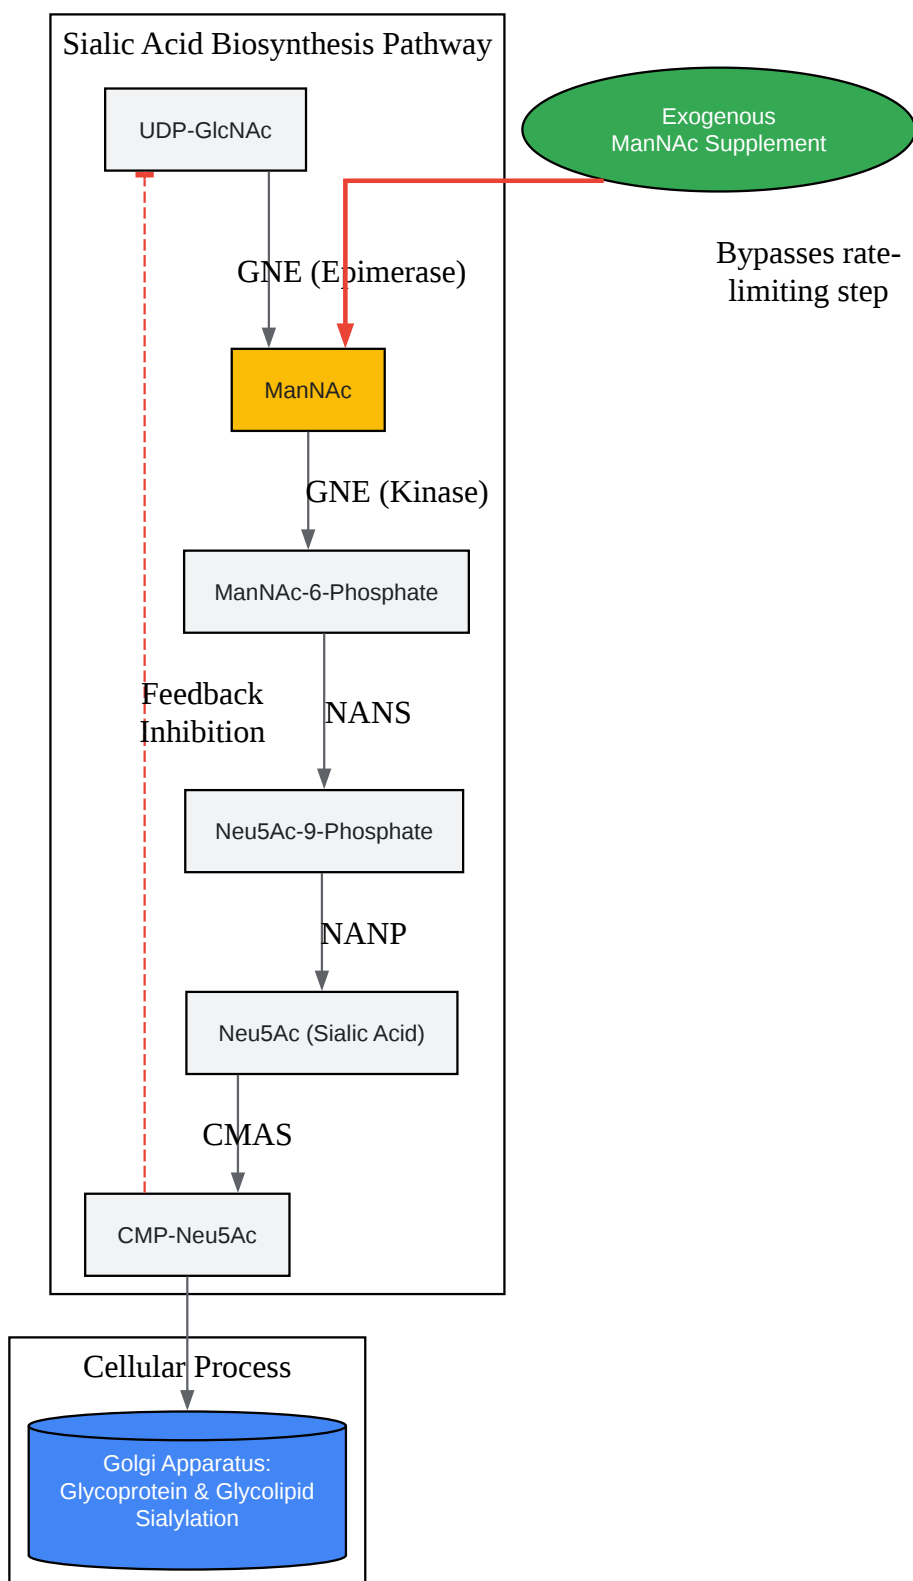 Sialic Acid Biosynthesis Pathway
UDP-GlcNAc
Exogenous
ManNAc Supplement
GNE (Epimerase)
Bypasses rate-
limiting step
ManNAc
GNE (Kinase)
ManNAc-6-Phosphate
Feedback
Inhibition
NANS
Neu5Ac-9-Phosphate
NANP
Neu5Ac (Sialic Acid)
CMAS
CMP-Neu5Ac
Cellular Process
Golgi Apparatus:
Glycoprotein & Glycolipid
Sialylation